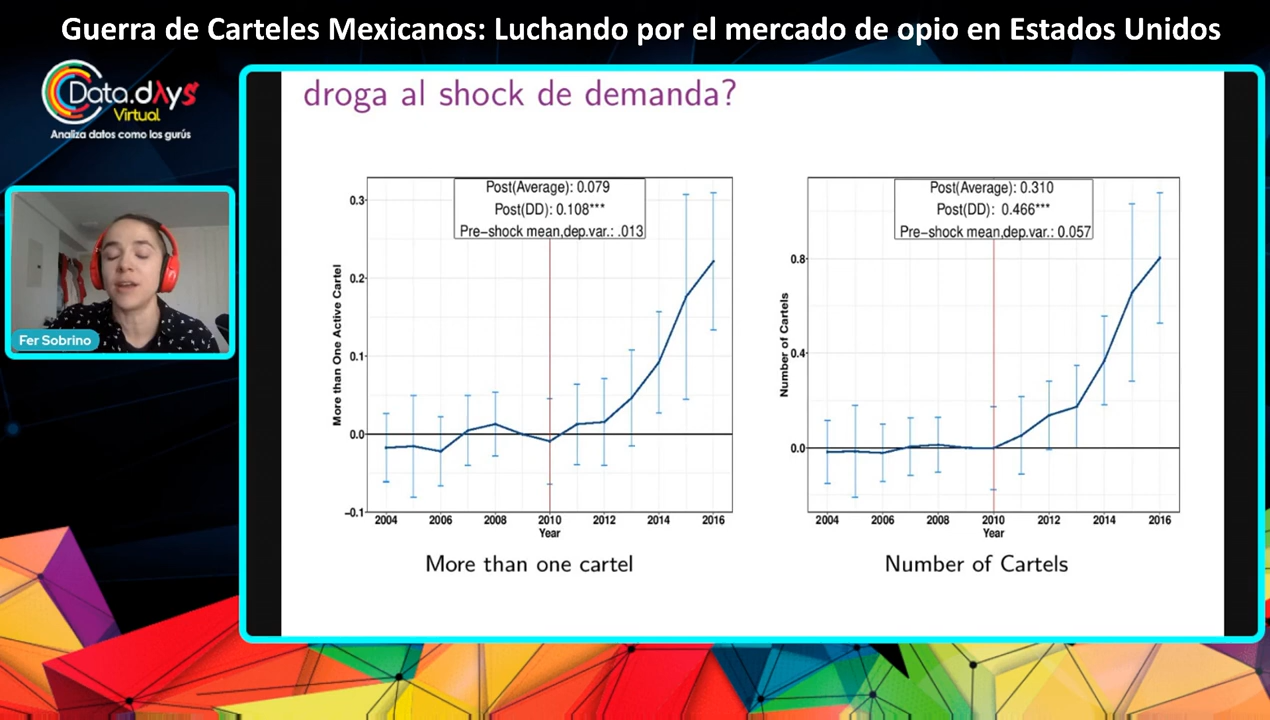 Guerra de Carteles Mexicanos: Luchando por el mercado de opio en Estados Unidos
Data.dAys
Virtual
Analiza datos como los gurús
Fer Sobrino
droga al shock de demanda?
Post(Average): 0.079
Post(DD): 0.108***
Pre−shock mean,dep.var.: .013
More than One Active Cartel
0.3
0.2
0.1
0.0
−0.1
2004 2006 2008 2010 2012 2014 2016
Year
More than one cartel
Post(Average): 0.310
Post(DD): 0.466***
Pre−shock mean,dep.var.: 0.057
Number of Cartels
0.8
0.4
0.0
2004 2006 2008 2010 2012 2014 2016
Year
Number of Cartels